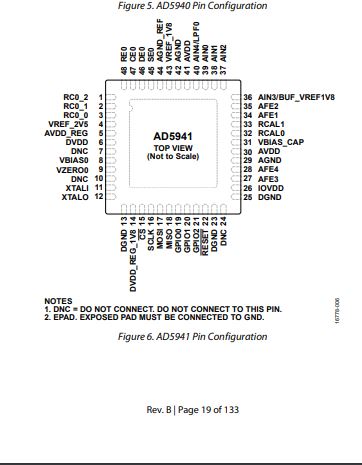 Figure 5. AD5940 Pin Configuration
48 RE0
47 CE0
46 DE0
45 SE0
44 AGND_REF
43 VREF_1V8
42 AGND
41 AVDD
40 AIN4/LPF0
39 AIN0
38 AIN1
37 AIN2
RC0_2 1
RC0_1 2
RC0_0 3
VREF_2V5 4
AVDD_REG 5
DVDD 6
DNC 7
VBIAS0 8
VZERO0 9
DNC 10
XTALI 11
XTALO 12
AD5941
TOP VIEW
(Not to Scale)
36 AIN3/BUF_VREF1V8
35 AFE2
34 AFE1
33 RCAL1
32 RCAL0
31 VBIAS_CAP
30 AVDD
29 AGND
28 AFE4
27 AFE3
26 IOVDD
25 DGND
DGND 13
DVDD_REG_1V8 14
CS 15
SCLK 16
MOSI 17
MISO 18
GPIO0 19
GPIO1 20
GPIO2 21
RESET 22
DGND 23
DNC 24
NOTES
1. DNC = DO NOT CONNECT. DO NOT CONNECT TO THIS PIN.
2. EPAD. EXPOSED PAD MUST BE CONNECTED TO GND.
16778-006
Figure 6. AD5941 Pin Configuration
Rev. B | Page 19 of 133